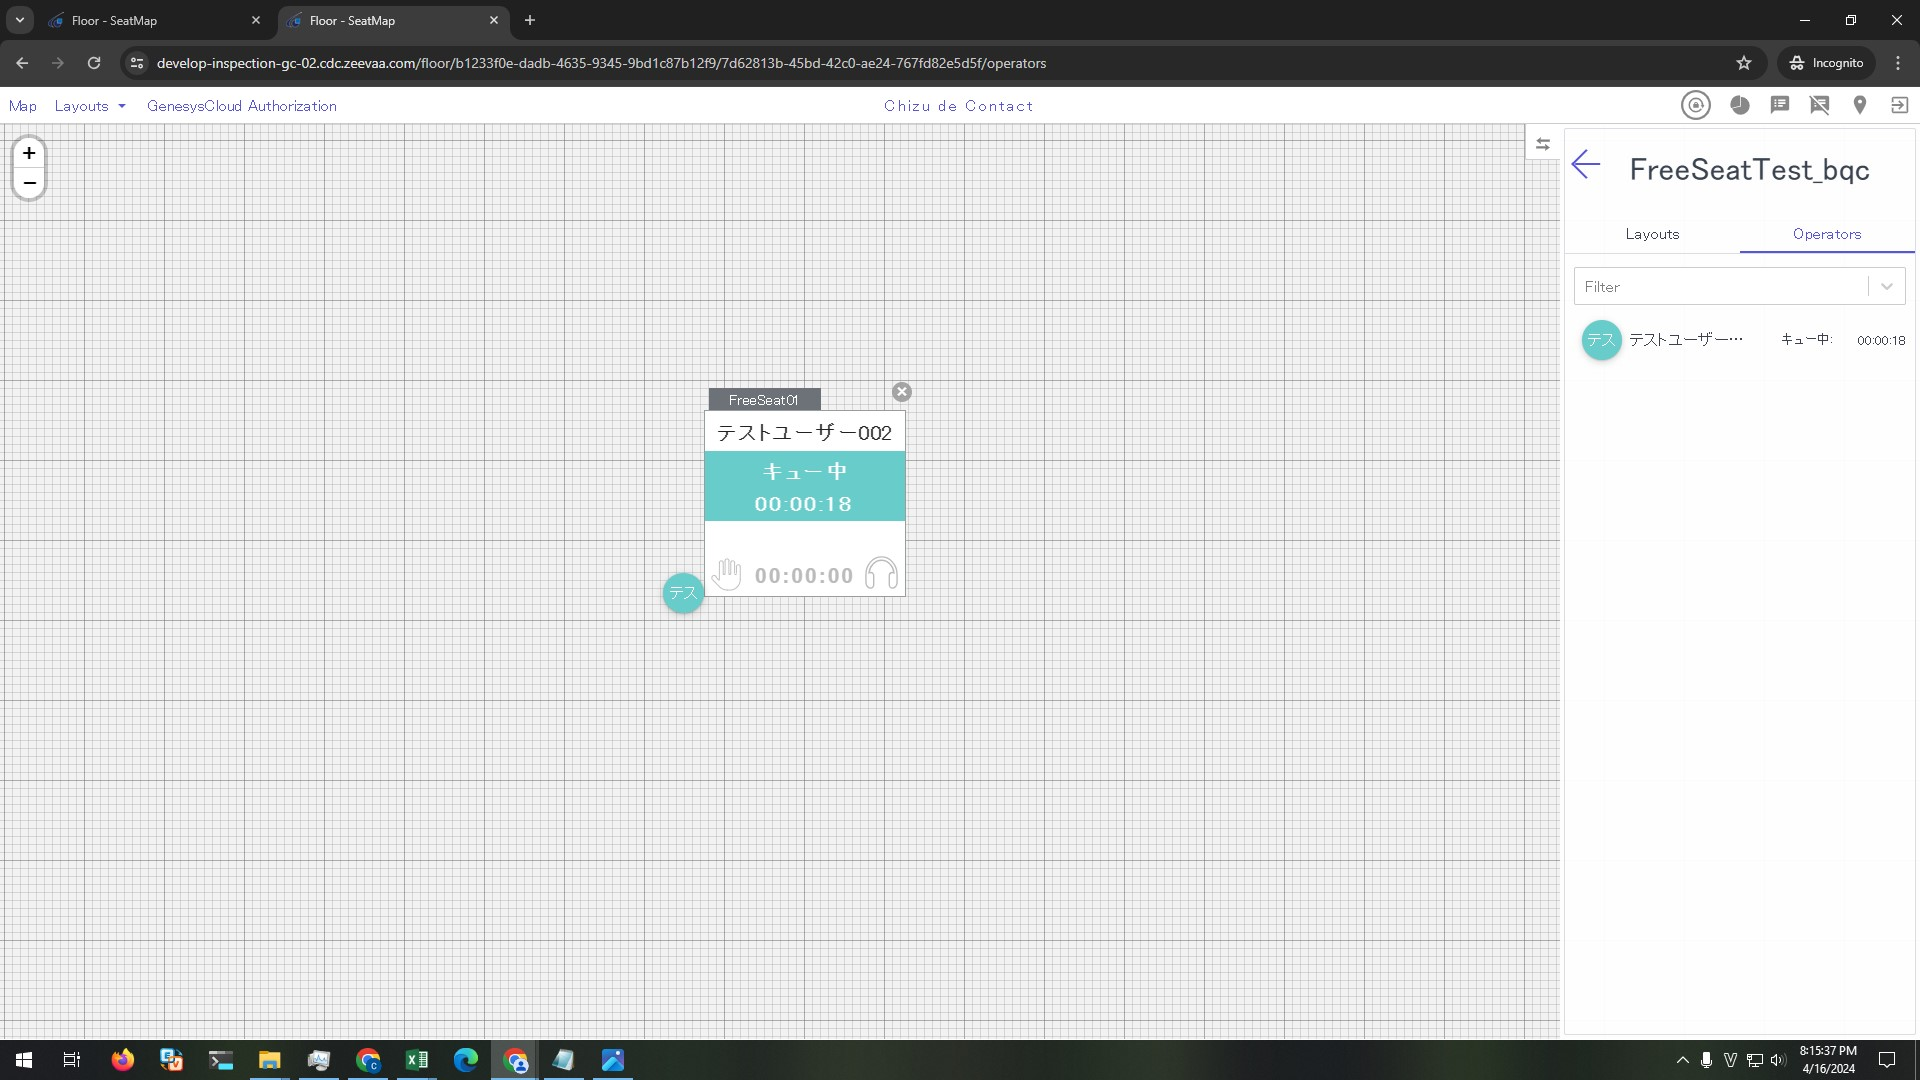 Floor - SeatMap
Floor - SeatMap
develop-inspection-gc-02.cdc.zeevaa.com/floor/b1233f0e-dadb-4635-9345-9bd1c87b12f9/7d62813b-45bd-42c0-ae24-767fd82e5d5f/operators
Incognito
Map Layouts GenesysCloud Authorization
Chizu de Contact
+
−
FreeSeatTest_bqc
Layouts
Operators
Filter
テス テストユーザー… キュー中: 00:00:18
FreeSeat01
テストユーザー002
キュー中
00:00:18
00:00:00
テス
8:15:37 PM
4/16/2024